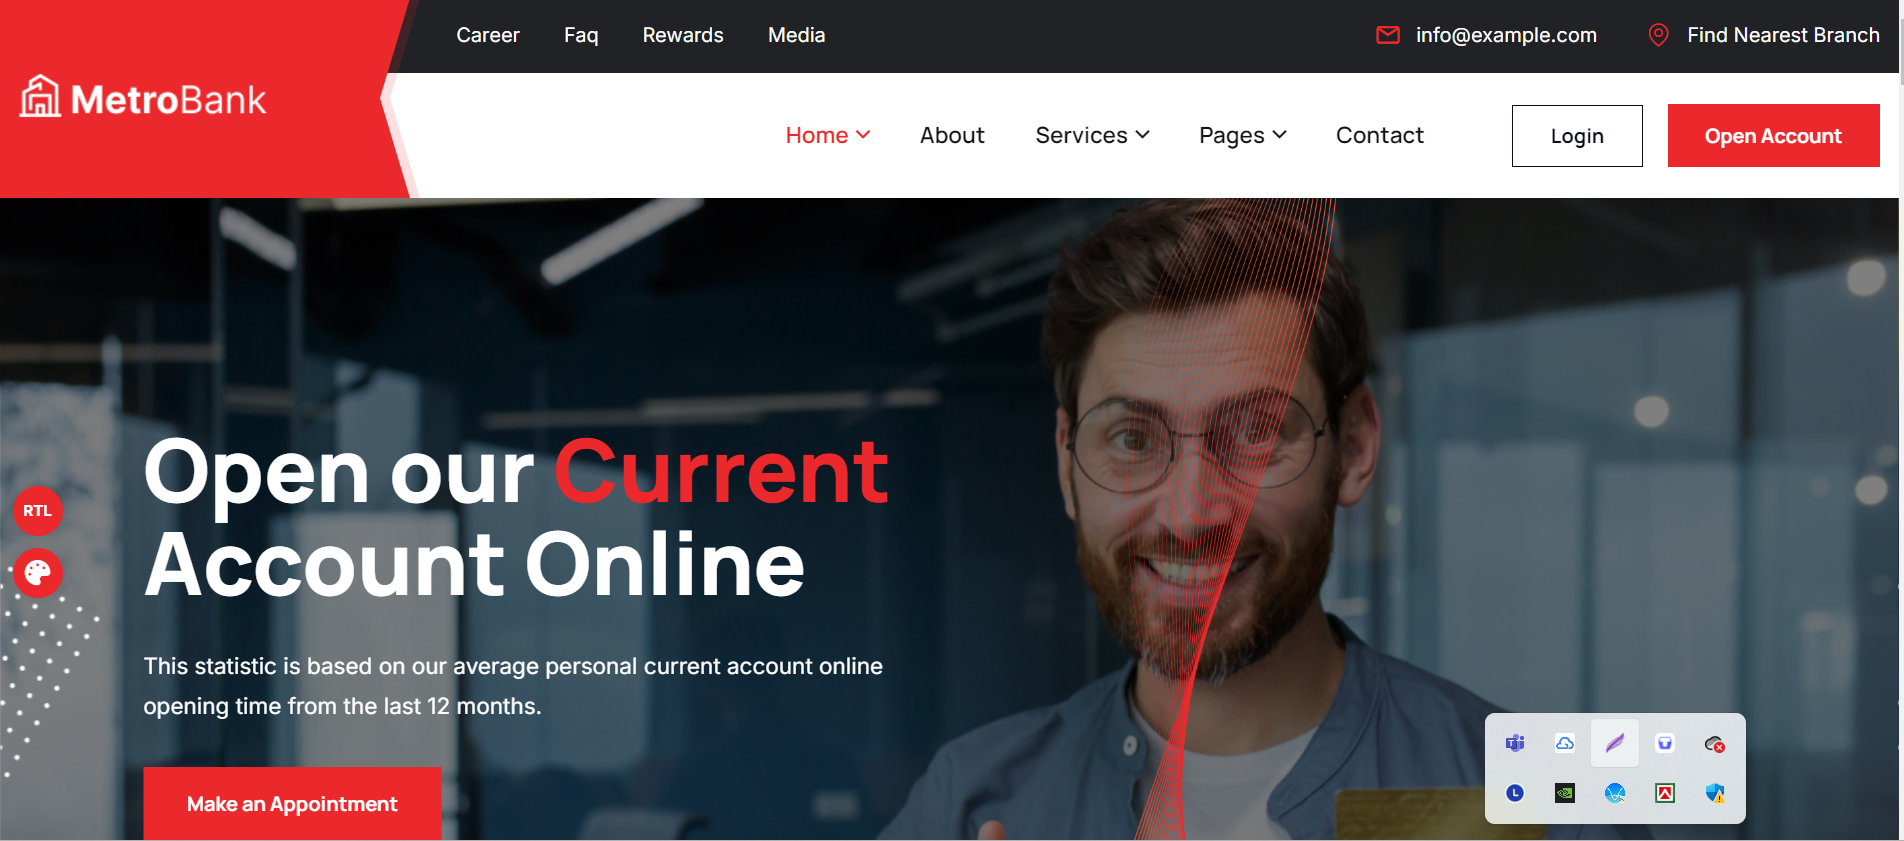 Career Faq Rewards Media info@example.com Find Nearest Branch
MetroBank
Home About Services Pages Contact Login Open Account
Open our Current
Account Online
RTL
This statistic is based on our average personal current account online
opening time from the last 12 months.
Make an Appointment
L